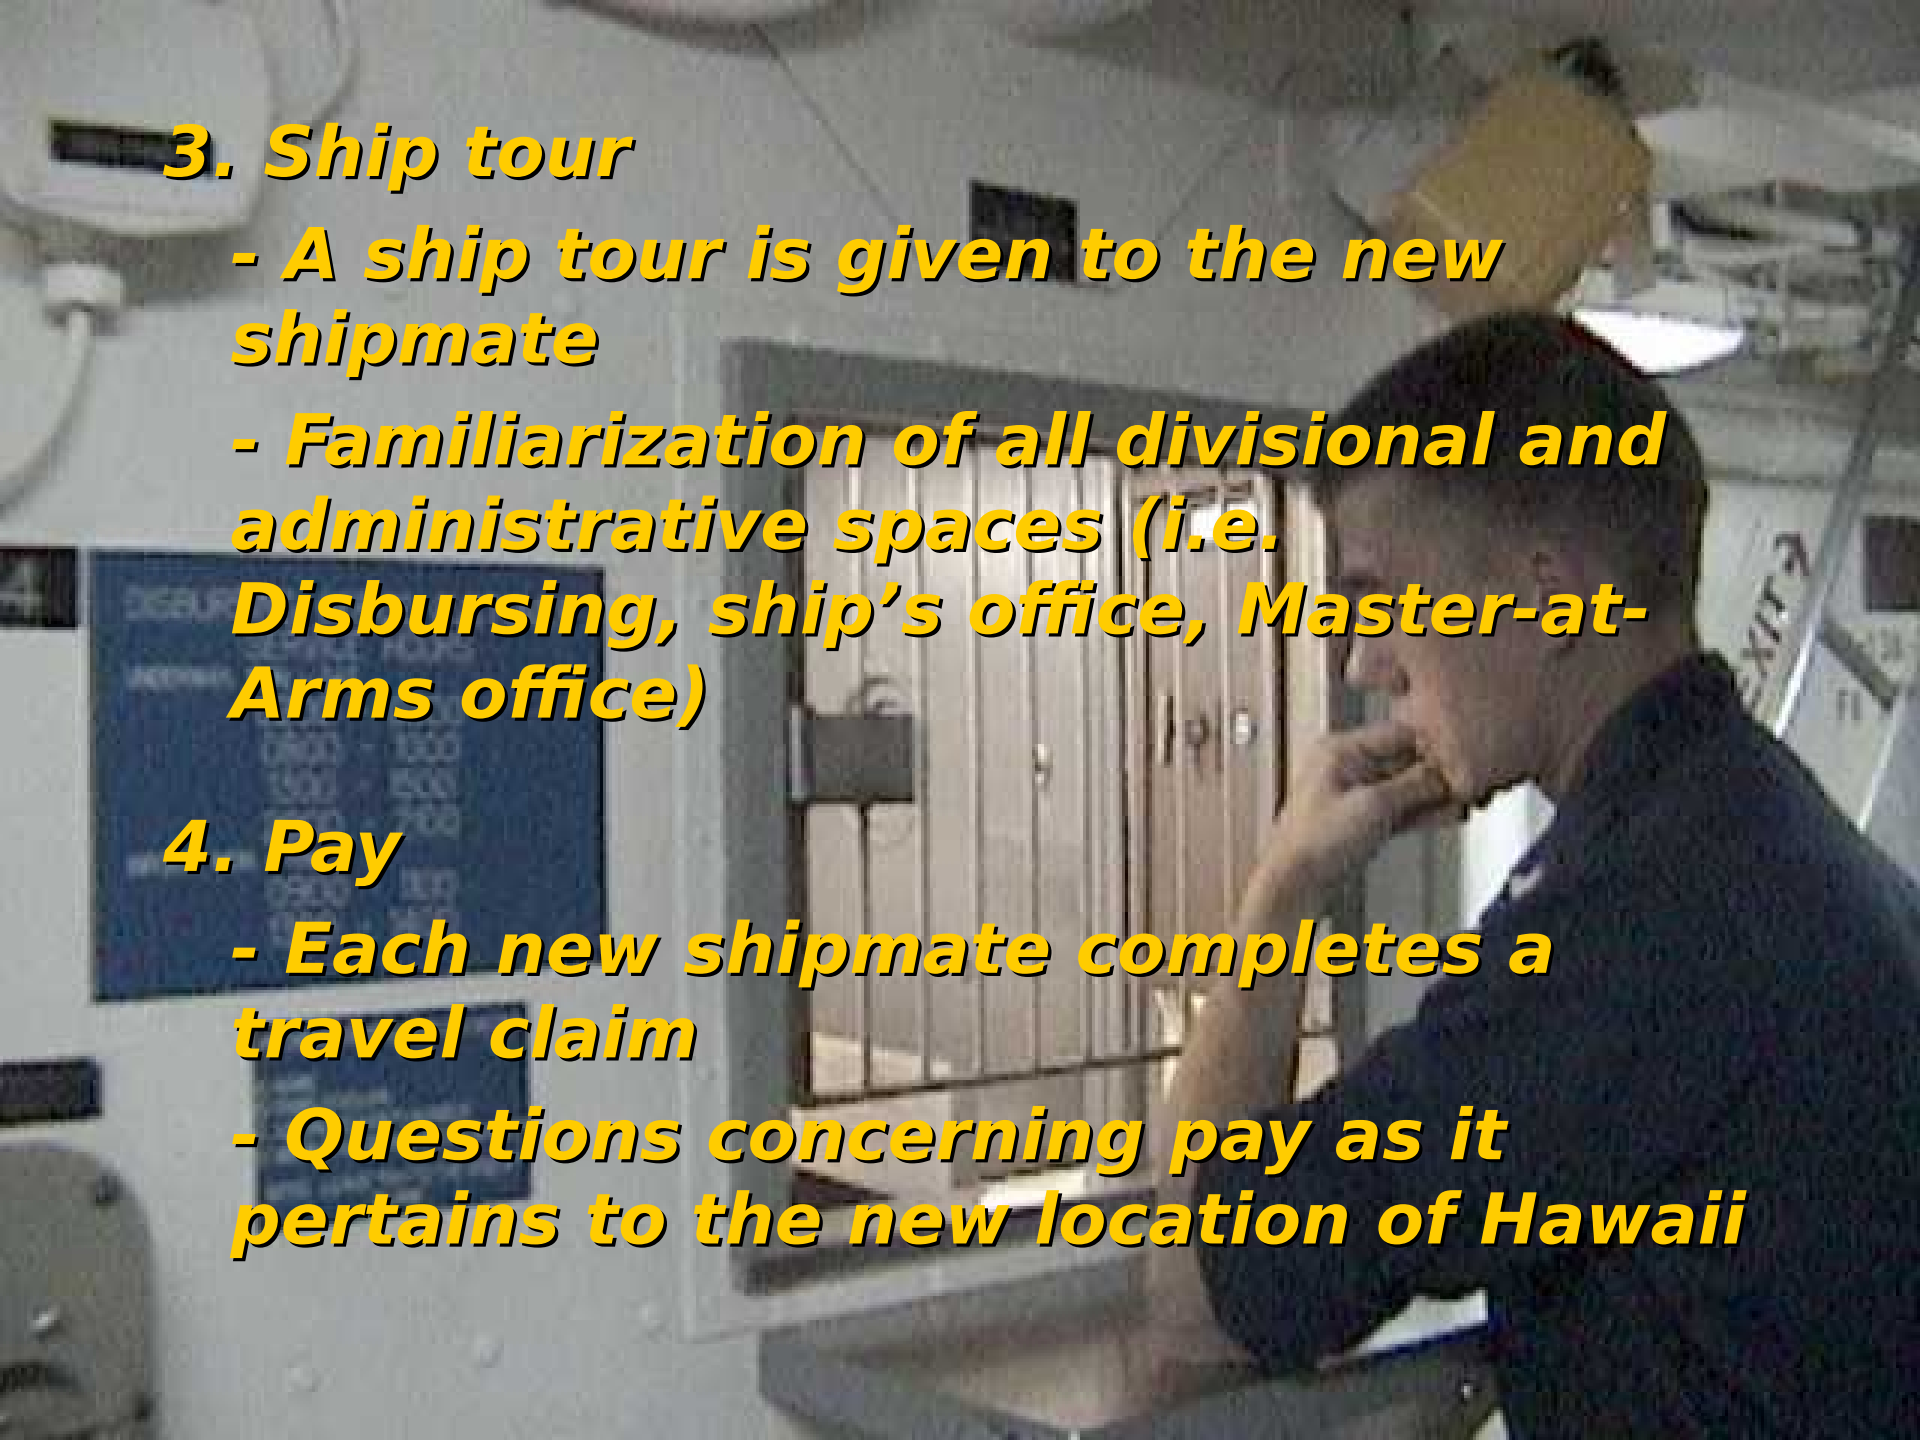 3. Ship tour
- A ship tour is given to the new
shipmate
- Familiarization of all divisional and
administrative spaces (i.e.
Disbursing, ship’s office, Master-at-
Arms office)
4. Pay
- Each new shipmate completes a
travel claim
- Questions concerning pay as it
pertains to the new location of Hawaii